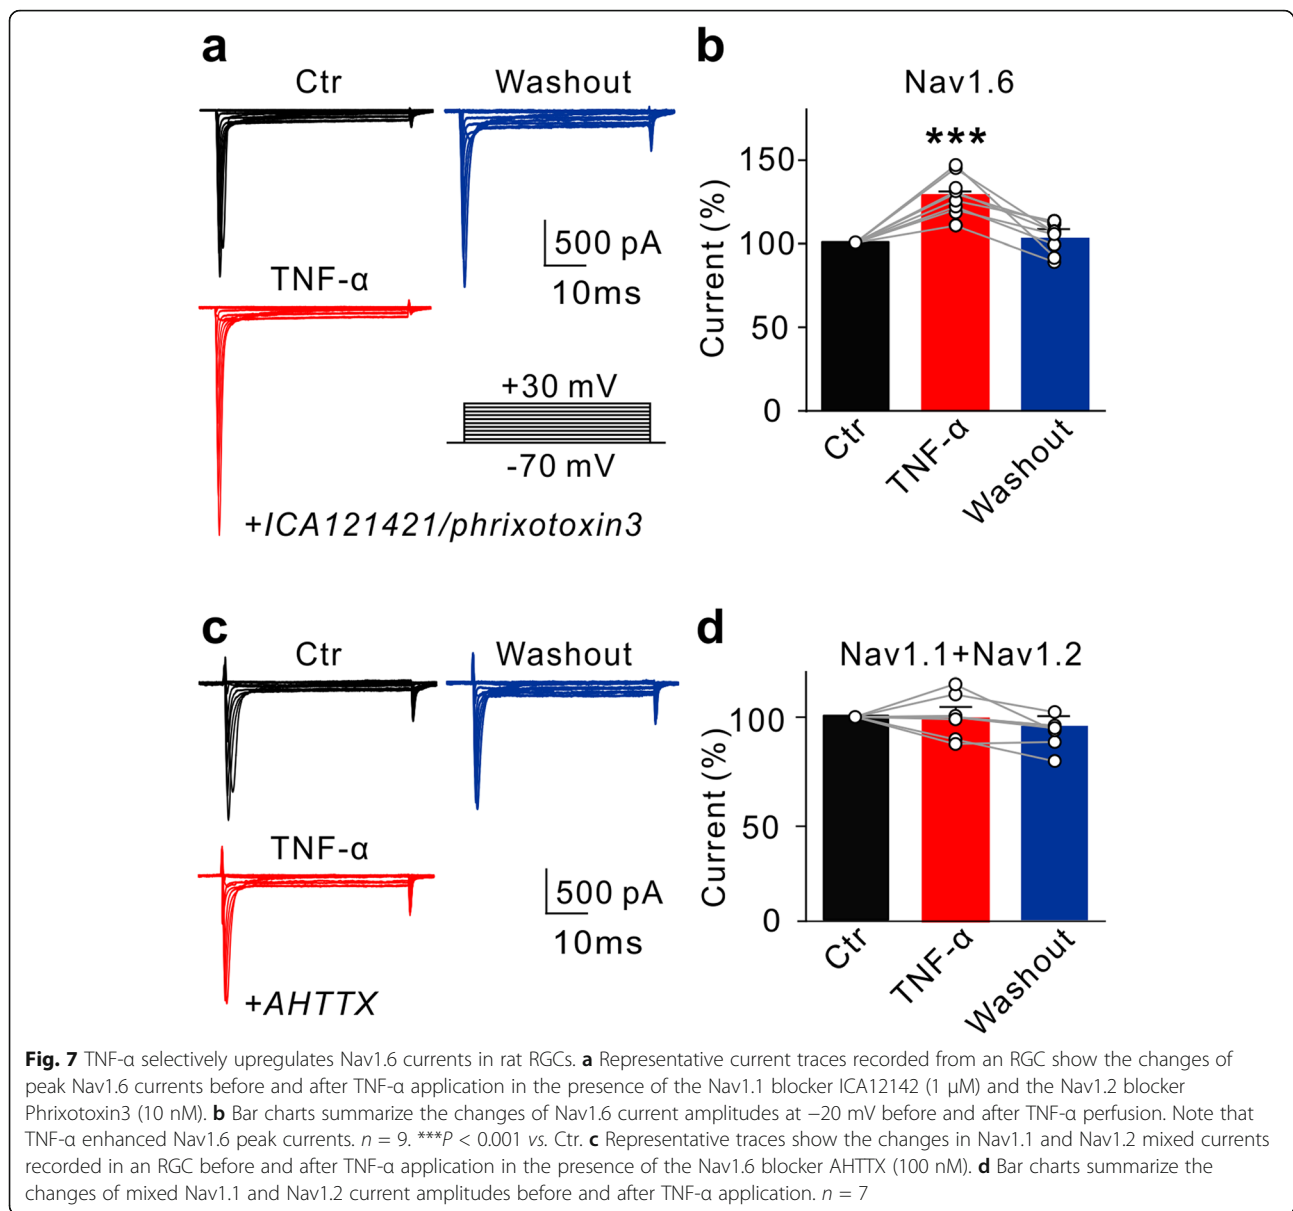 a
Ctr
Washout
500 pA
10ms
TNF-α
+30 mV
-70 mV
+ICA121421/phrixotoxin3
b
Nav1.6
***
Current (%)
150
100
50
0
Ctr
TNF-α
Washout
c
Ctr
Washout
TNF-α
500 pA
10ms
+AHTTX
d
Nav1.1+Nav1.2
Current (%)
100
50
0
Ctr
TNF-α
Washout
Fig. 7 TNF-α selectively upregulates Nav1.6 currents in rat RGCs. a Representative current traces recorded from an RGC show the changes of
peak Nav1.6 currents before and after TNF-α application in the presence of the Nav1.1 blocker ICA12142 (1 μM) and the Nav1.2 blocker
Phrixotoxin3 (10 nM). b Bar charts summarize the changes of Nav1.6 current amplitudes at −20 mV before and after TNF-α perfusion. Note that
TNF-α enhanced Nav1.6 peak currents. n = 9. ***P < 0.001 vs. Ctr. c Representative traces show the changes in Nav1.1 and Nav1.2 mixed currents
recorded in an RGC before and after TNF-α application in the presence of the Nav1.6 blocker AHTTX (100 nM). d Bar charts summarize the
changes of mixed Nav1.1 and Nav1.2 current amplitudes before and after TNF-α application. n = 7